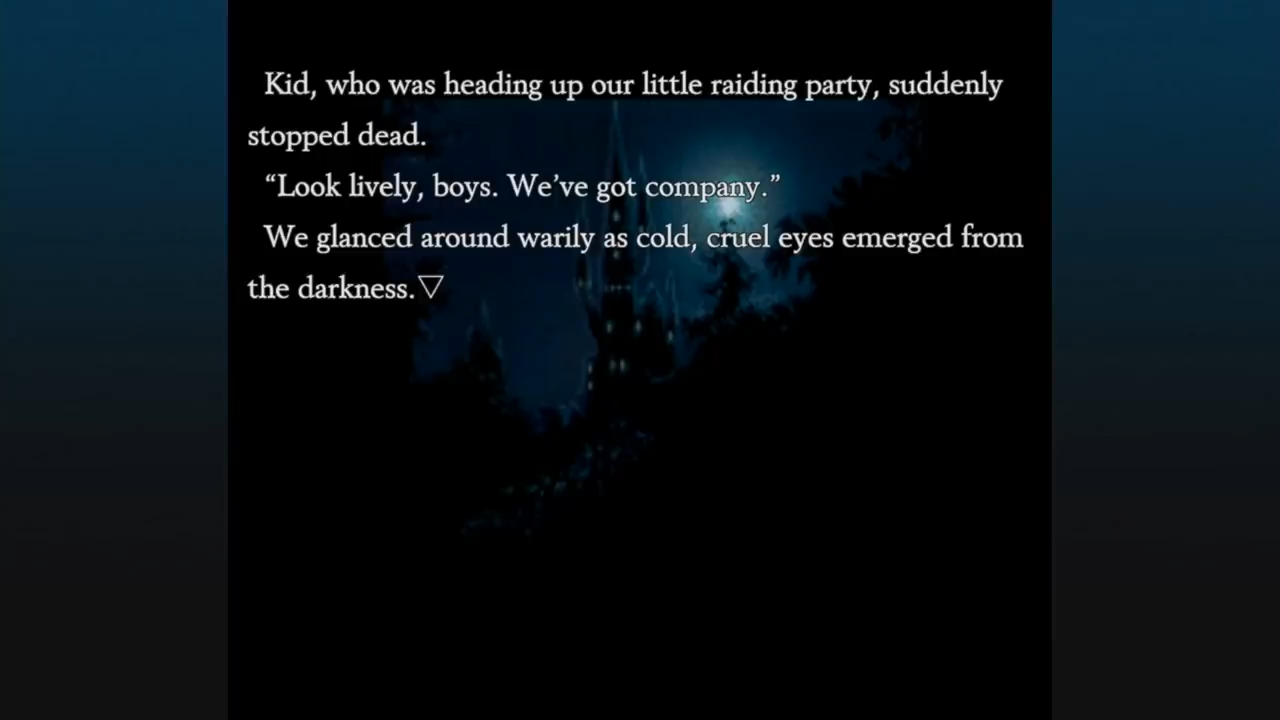 Kid, who was heading up our little raiding party, suddenly
stopped dead.
“Look lively, boys. We’ve got company.”
We glanced around warily as cold, cruel eyes emerged from
the darkness.▽